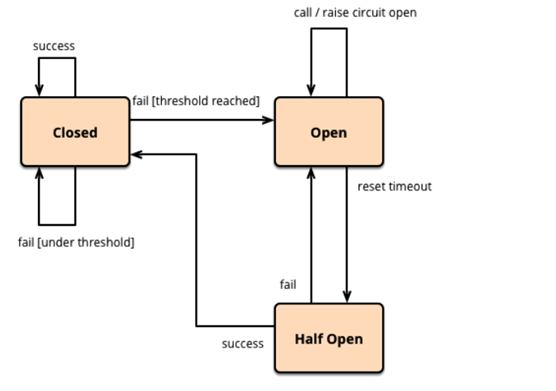 call / raise circuit open
success
fail [threshold reached]
Closed
Open
reset timeout
fail [under threshold]
fail
Half Open
success